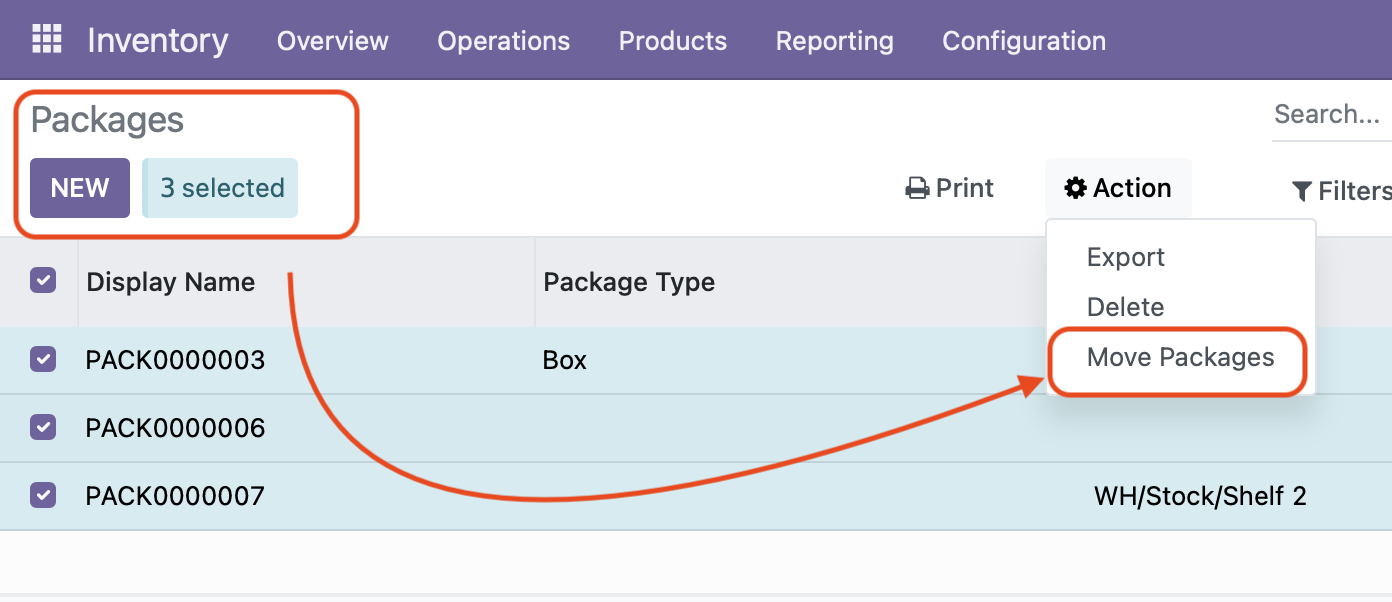 Inventory Overview Operations Products Reporting Configuration
Packages
Search...
NEW 3 selected
Print Action Filters
Export
Delete
Move Packages
Display Name Package Type
PACK0000003 Box
PACK0000006
PACK0000007 WH/Stock/Shelf 2